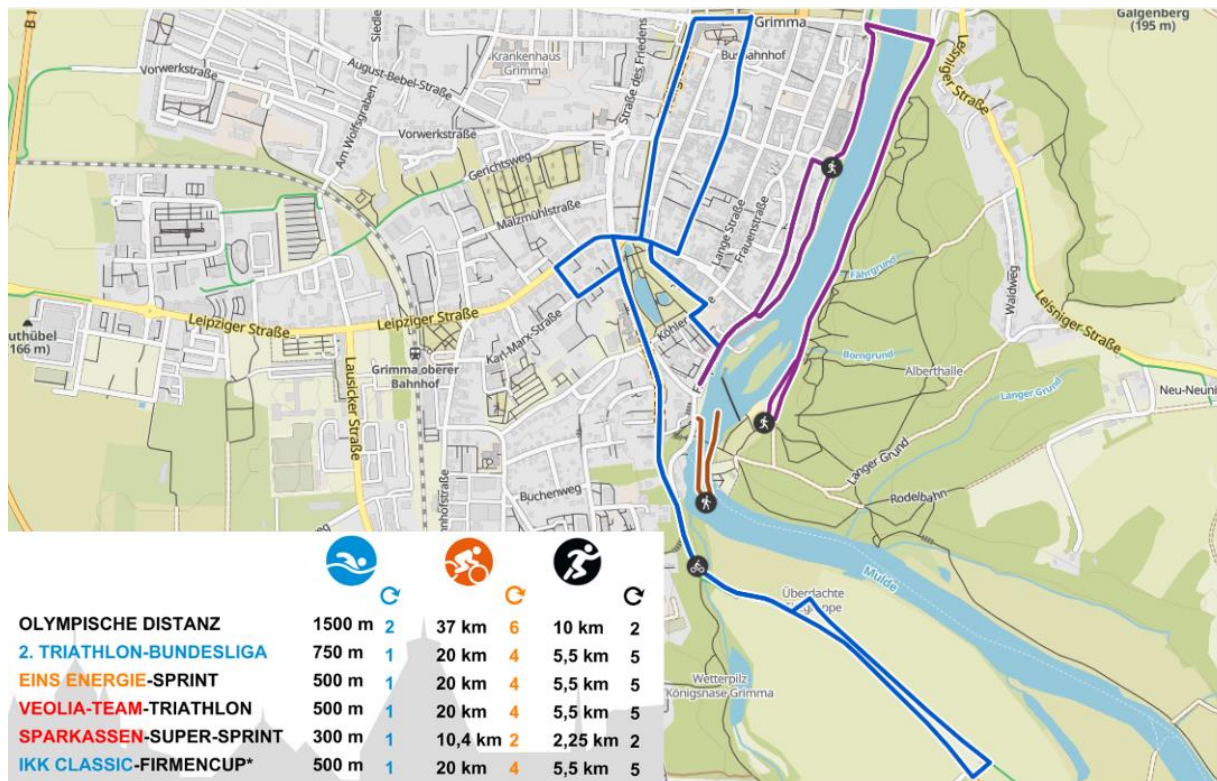 B 1
Siedle
Vorwerkstraße
August-Bebel-Straße
Krankenhaus
Grimma
Straße des Friedens
Grimma
Busbahnhof
Galgenberg
(195 m)
Leisniger Straße
Am Wolfsgraben
Vorwerkstraße
Gerichtsweg
Malzmühlstraße
Lange Straße
Frauenstraße
Fährgrund
Waldweg
Leisniger Straße
Leipziger Straße
Leipziger Straße
uthübel
(166 m)
Karl-Marx-Straße
Köhler
Borngrund
Alberthalle
Grimma oberer
Bahnhof
Lausicker Straße
Langer Grund
Neu-Neuni
Langer Grund
Rodelbahn
Buchenweg
hnhofstraße
Mulde
Überdachte
Wetterpilz
Königsnase Grimma
OLYMPISCHE DISTANZ 1500 m 2 37 km 6 10 km 2
2. TRIATHLON-BUNDESLIGA 750 m 1 20 km 4 5,5 km 5
EINS ENERGIE-SPRINT 500 m 1 20 km 4 5,5 km 5
VEOLIA-TEAM-TRIATHLON 500 m 1 20 km 4 5,5 km 5
SPARKASSEN-SUPER-SPRINT 300 m 1 10,4 km 2 2,25 km 2
IKK CLASSIC-FIRMENCUP* 500 m 1 20 km 4 5,5 km 5